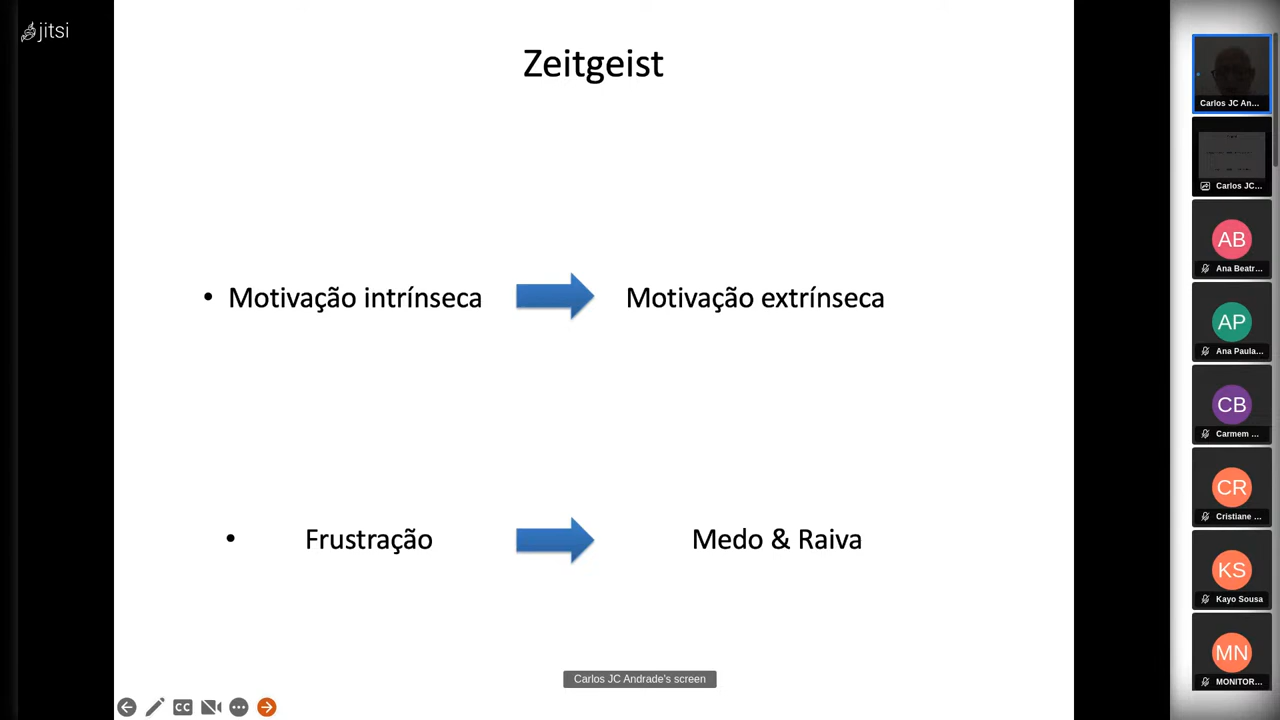 jitsi
Zeitgeist
• Motivação intrínseca
Motivação extrínseca
• Frustração
Medo & Raiva
Carlos JC Andrade's screen
CC
Carlos JC An...
Carlos JC...
AB
Ana Beatr...
AP
Ana Paula...
CB
Carmem ...
CR
Cristiane ...
KS
Kayo Sousa
MN
MONITOR...